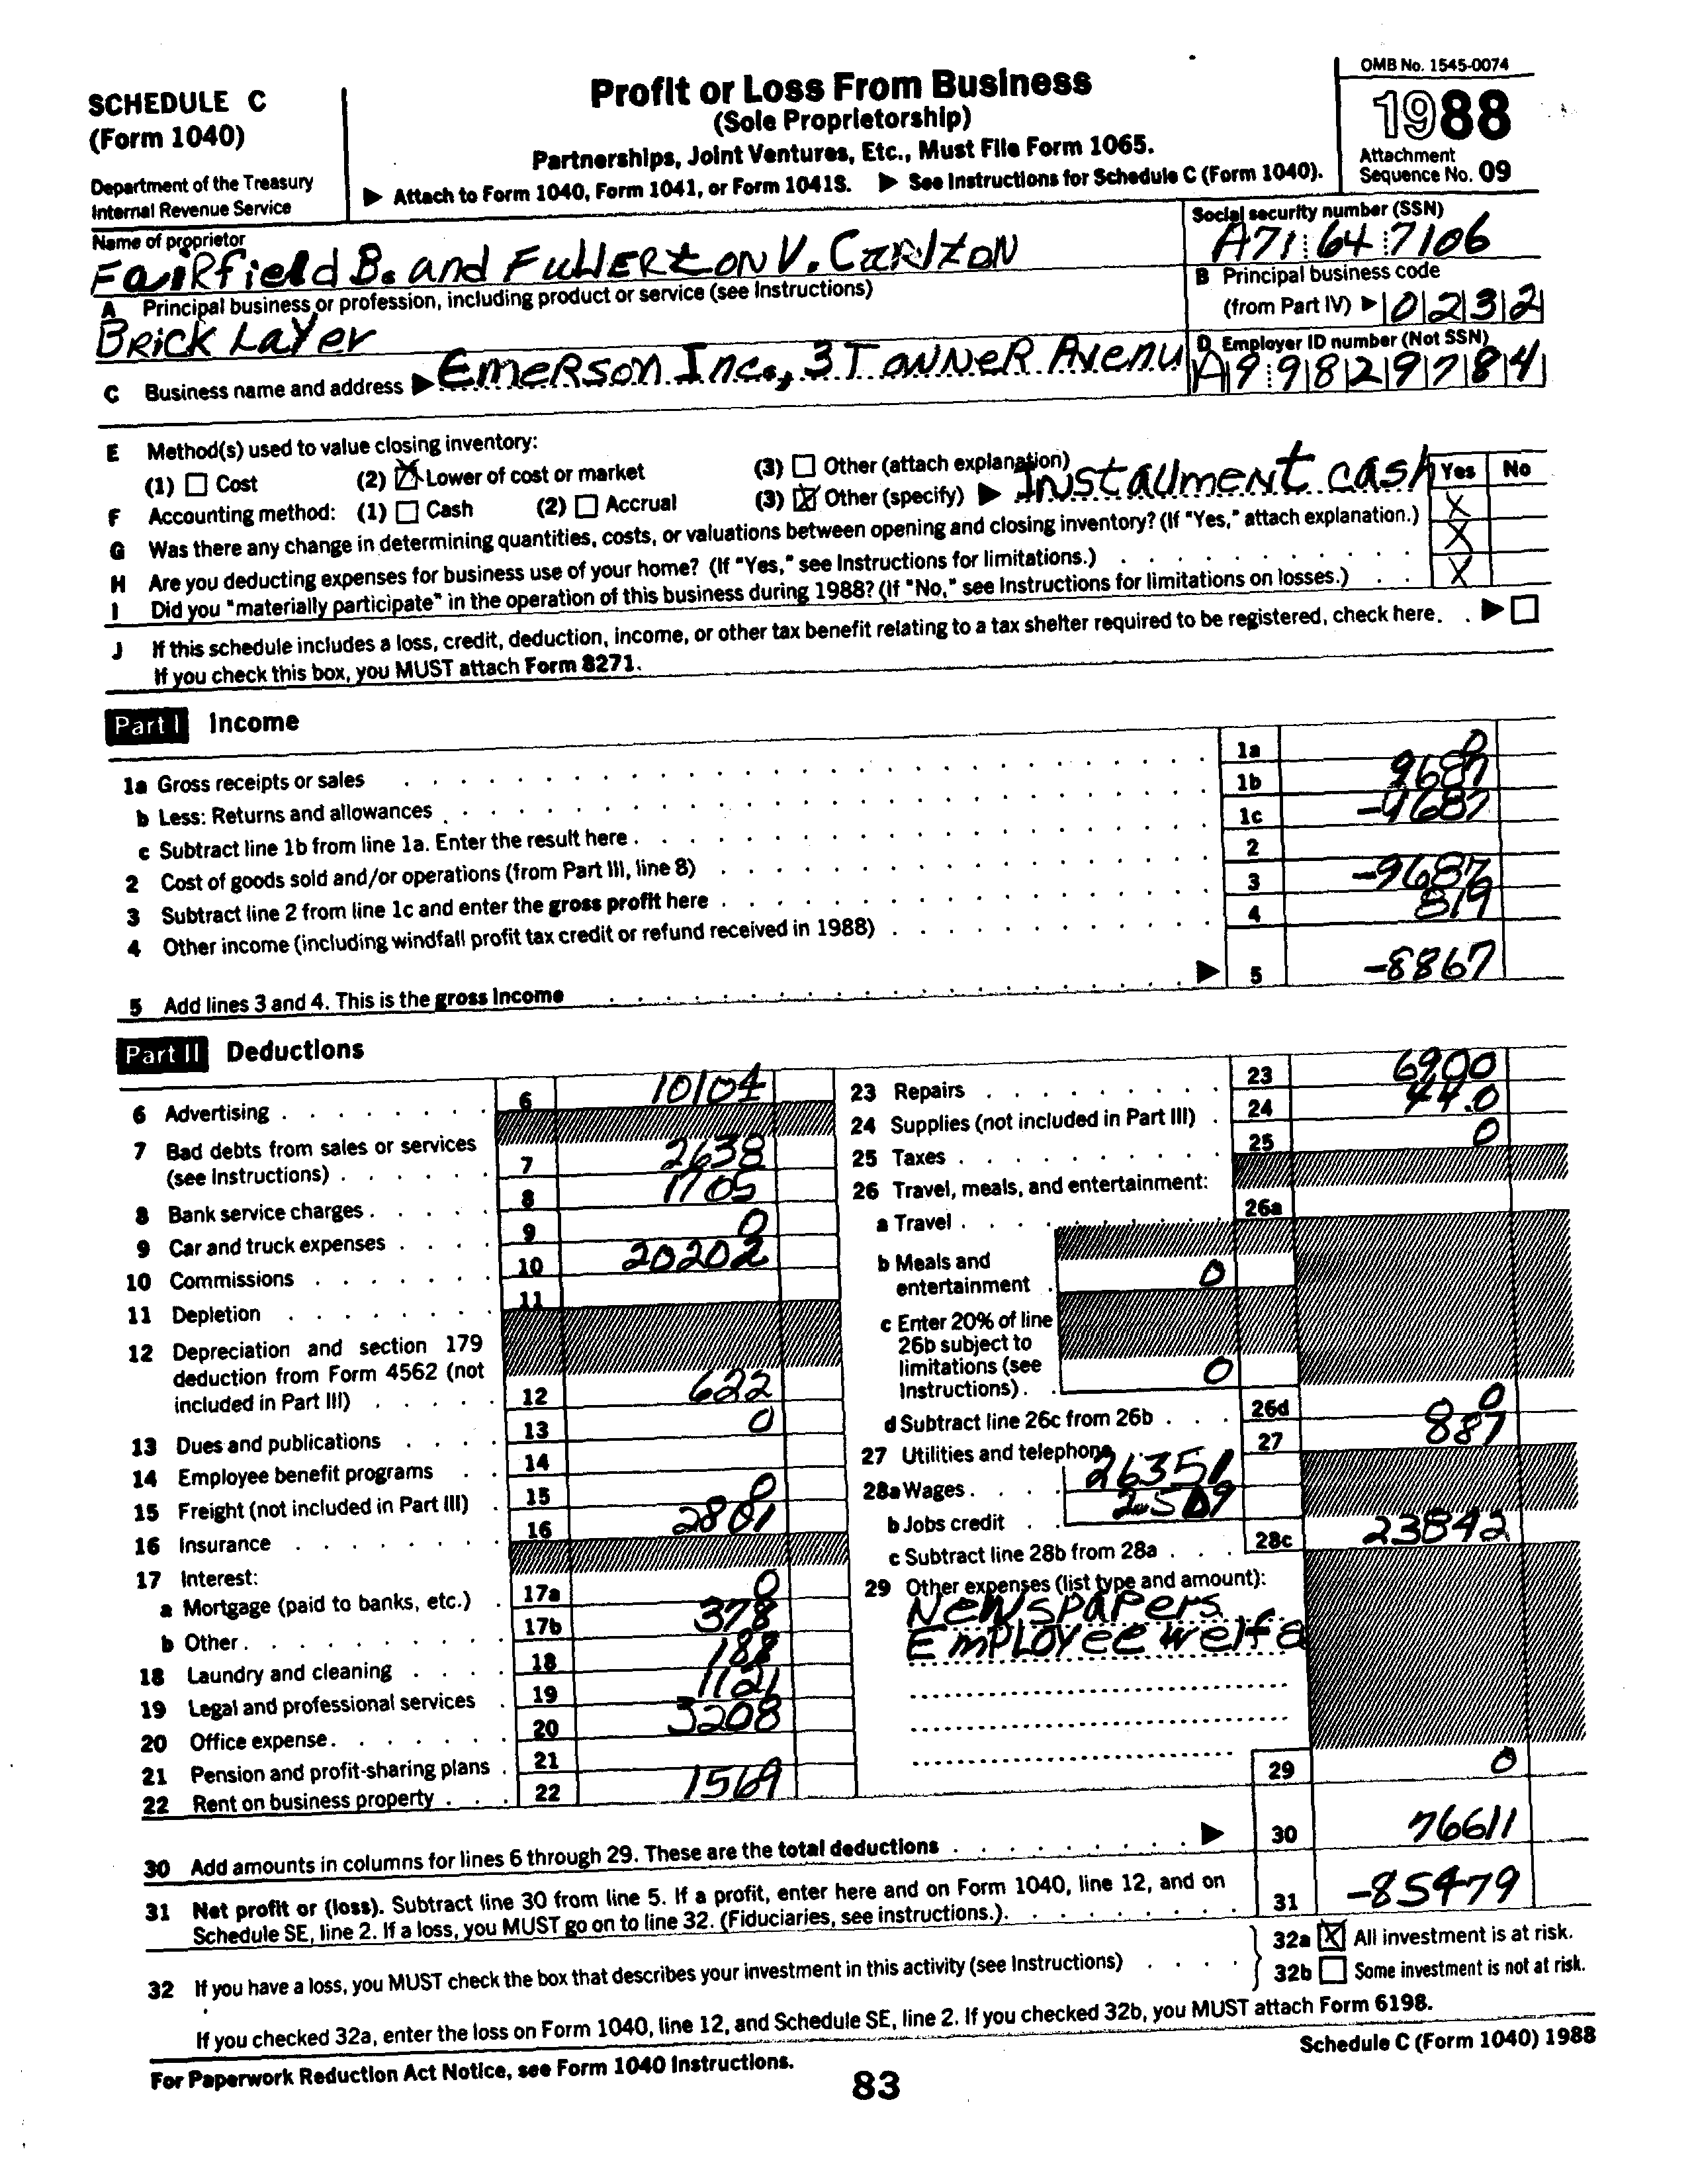 SCHEDULE C
(Form 1040)
Department of the Treasury
Internal Revenue Service
Profit or Loss From Business
(Sole Proprietorship)
Partnerships, Joint Ventures, Etc., Must File Form 1065.
▶ Attach to Form 1040, Form 1041, or Form 1041S. ▶ See Instructions for Schedule C (Form 1040).
OMB No. 1545-0074
1988
Attachment
Sequence No. 09
Name of proprietor
Fairfield B. and Fullerton V. Carlton
Social security number (SSN)
A71 64 7106
A Principal business or profession, including product or service (see Instructions)
Brick Layer
B Principal business code
(from Part IV) ▶ 0232
C Business name and address ▶ Emerson Inc., 3 Tanner Avenu
D Employer ID number (Not SSN)
A9 9829784
E Method(s) used to value closing inventory:
(1) ☐ Cost (2) ☒ Lower of cost or market (3) ☐ Other (attach explanation)
F Accounting method: (1) ☐ Cash (2) ☐ Accrual (3) ☒ Other (specify) ▶ Installment cash
Yes No
G Was there any change in determining quantities, costs, or valuations between opening and closing inventory? (If "Yes," attach explanation.) X
H Are you deducting expenses for business use of your home? (If "Yes," see Instructions for limitations.) X
I Did you "materially participate" in the operation of this business during 1988? (If "No," see Instructions for limitations on losses.) X
J If this schedule includes a loss, credit, deduction, income, or other tax benefit relating to a tax shelter required to be registered, check here. ▶ ☐
If you check this box, you MUST attach Form 8271.
Part I Income
1a Gross receipts or sales 1a 0
b Less: Returns and allowances 1b 9687
c Subtract line 1b from line 1a. Enter the result here 1c -9687
2 Cost of goods sold and/or operations (from Part III, line 8) 2
3 Subtract line 2 from line 1c and enter the gross profit here 3 -9687
4 Other income (including windfall profit tax credit or refund received in 1988) 4 819
5 Add lines 3 and 4. This is the gross income ▶ 5 -8867
Part II Deductions
6 Advertising 6 10104
7 Bad debts from sales or services
(see Instructions) 7 2638
8 Bank service charges 8 1705
9 Car and truck expenses 9 0
10 Commissions 10 20202
11 Depletion 11
12 Depreciation and section 179
deduction from Form 4562 (not
included in Part III) 12 622
13 Dues and publications 13 0
14 Employee benefit programs 14
15 Freight (not included in Part III) 15 0
16 Insurance 16 2881
17 Interest:
a Mortgage (paid to banks, etc.) 17a 0
b Other 17b 378
18 Laundry and cleaning 18 188
19 Legal and professional services 19 1121
20 Office expense 20 3208
21 Pension and profit-sharing plans 21
22 Rent on business property 22 1569
23 Repairs 23 6900
24 Supplies (not included in Part III) 24 44.0
25 Taxes 25 0
26 Travel, meals, and entertainment:
a Travel 26a
b Meals and
entertainment 0
c Enter 20% of line
26b subject to
limitations (see
Instructions) 0
d Subtract line 26c from 26b 26d 0
27 Utilities and telephone 27 887
28a Wages 26351
b Jobs credit 2509
c Subtract line 28b from 28a 28c 23842
29 Other expenses (list type and amount):
Newspapers
Employee welfa
29 0
30 Add amounts in columns for lines 6 through 29. These are the total deductions ▶ 30 76611
31 Net profit or (loss). Subtract line 30 from line 5. If a profit, enter here and on Form 1040, line 12, and on
Schedule SE, line 2. If a loss, you MUST go on to line 32. (Fiduciaries, see instructions.) 31 -85479
32 If you have a loss, you MUST check the box that describes your investment in this activity (see Instructions)
32a ☒ All investment is at risk.
32b ☐ Some investment is not at risk.
If you checked 32a, enter the loss on Form 1040, line 12, and Schedule SE, line 2. If you checked 32b, you MUST attach Form 6198.
For Paperwork Reduction Act Notice, see Form 1040 Instructions.
Schedule C (Form 1040) 1988
83